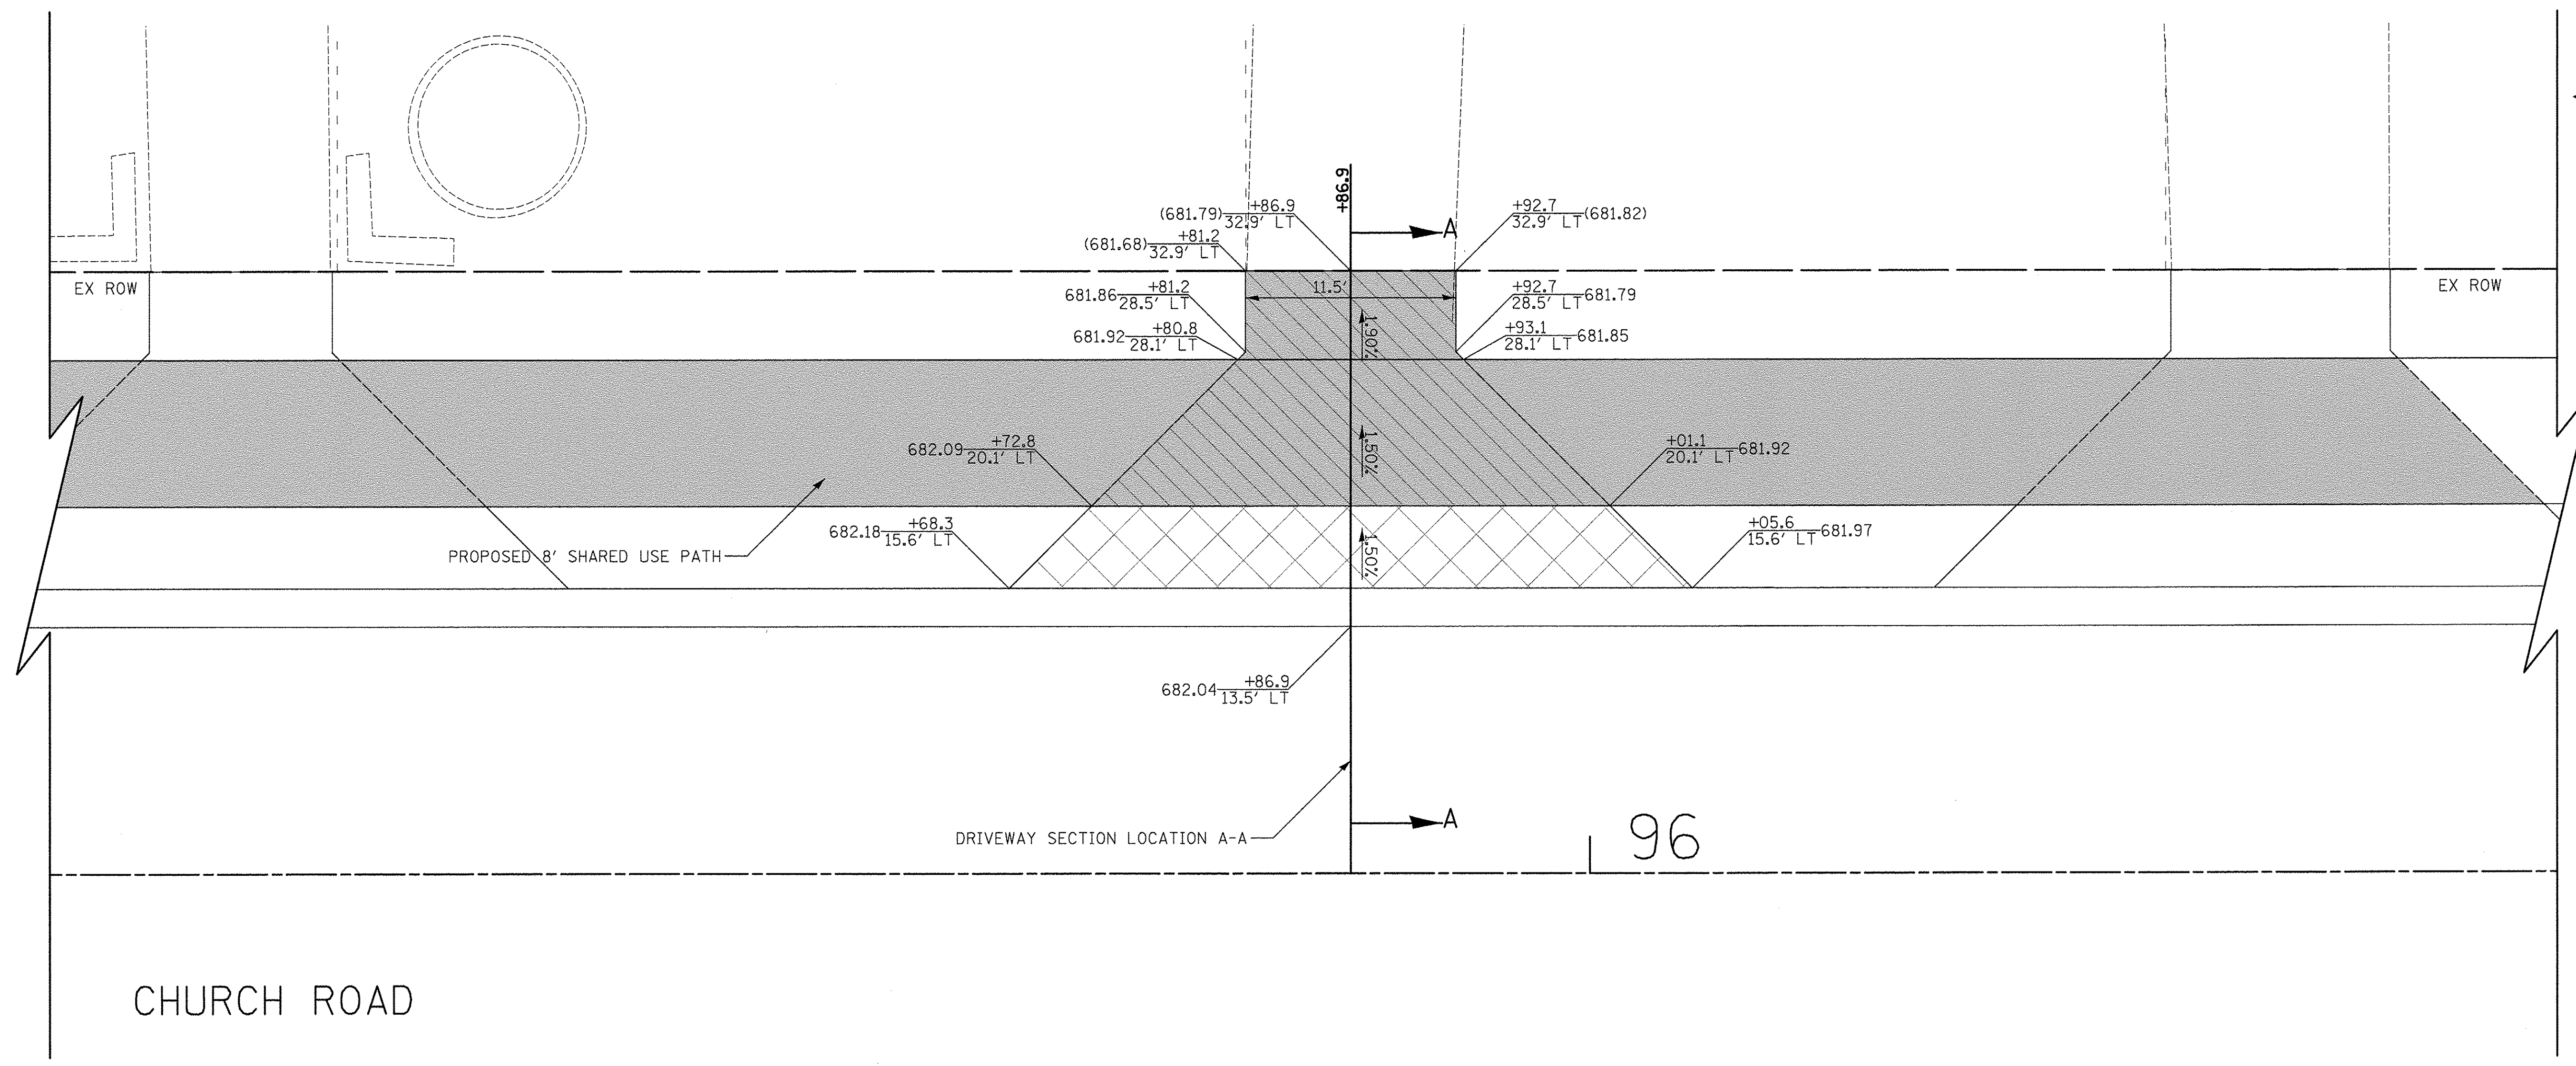 +86.9
A
(681.79) +86.9
32.9' LT
+92.7 (681.82)
32.9' LT
(681.68) +81.2
32.9' LT
EX ROW
EX ROW
681.86 +81.2
28.5' LT
11.5'
+92.7 681.79
28.5' LT
681.92 +80.8
28.1' LT
1.90%
+93.1 681.85
28.1' LT
682.09 +72.8
20.1' LT
1.50%
+01.1 681.92
20.1' LT
682.18 +68.3
15.6' LT
1.50%
+05.6 681.97
15.6' LT
PROPOSED 8' SHARED USE PATH
682.04 +86.9
13.5' LT
A
DRIVEWAY SECTION LOCATION A-A
96
CHURCH ROAD